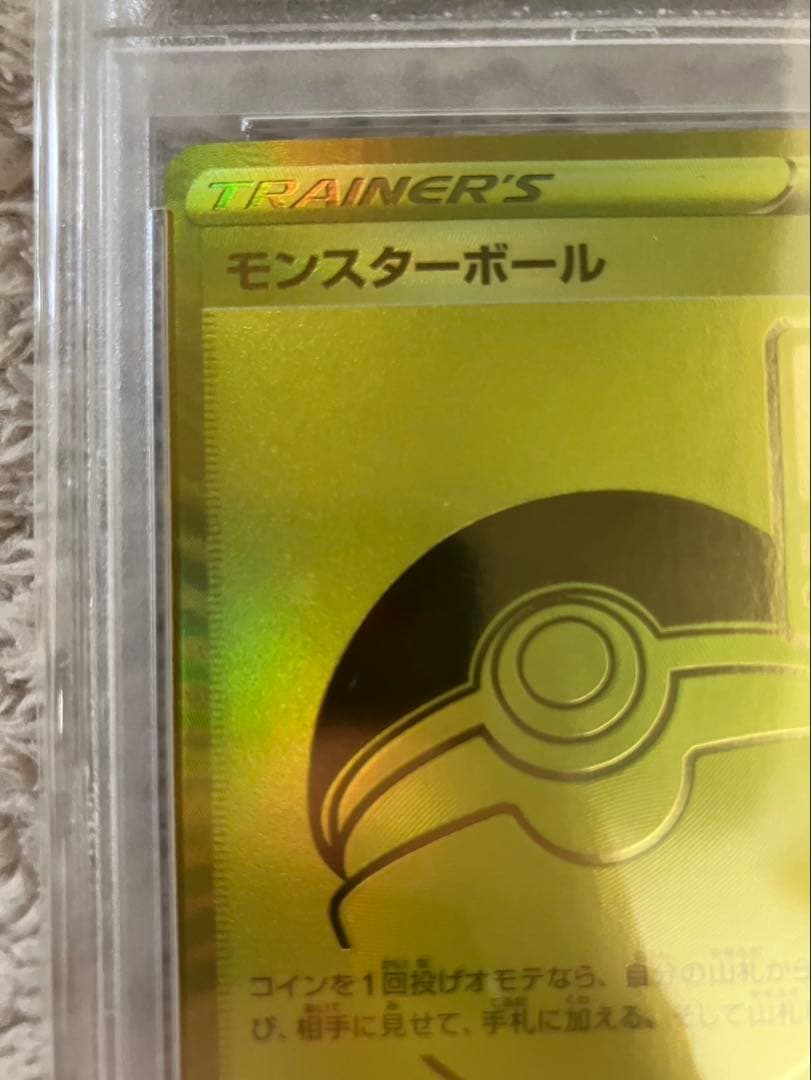 TRAINER'S
モンスターボール
コインを1回投げオモテなら、自分の山札から
び、相手に見せて、手札に加える。そして山札